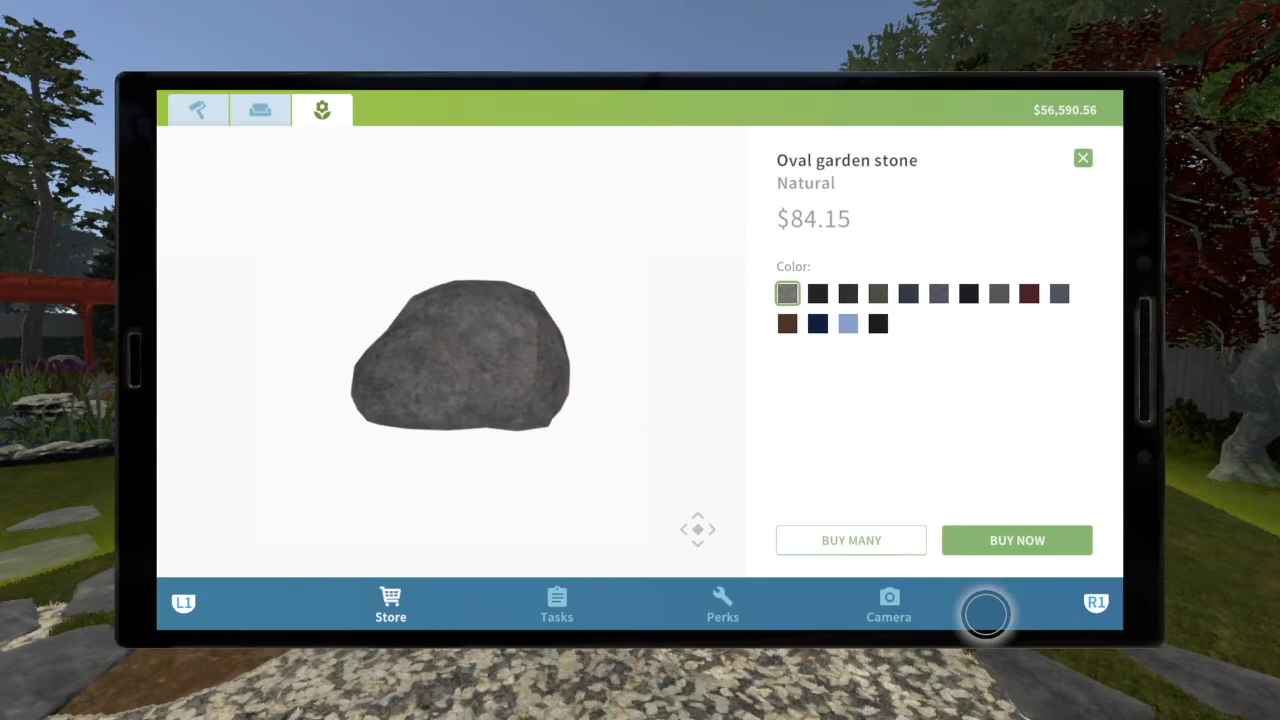 $56,590.56
Oval garden stone
Natural
$84.15
Color:
BUY MANY
BUY NOW
L1
Store
Tasks
Perks
Camera
R1